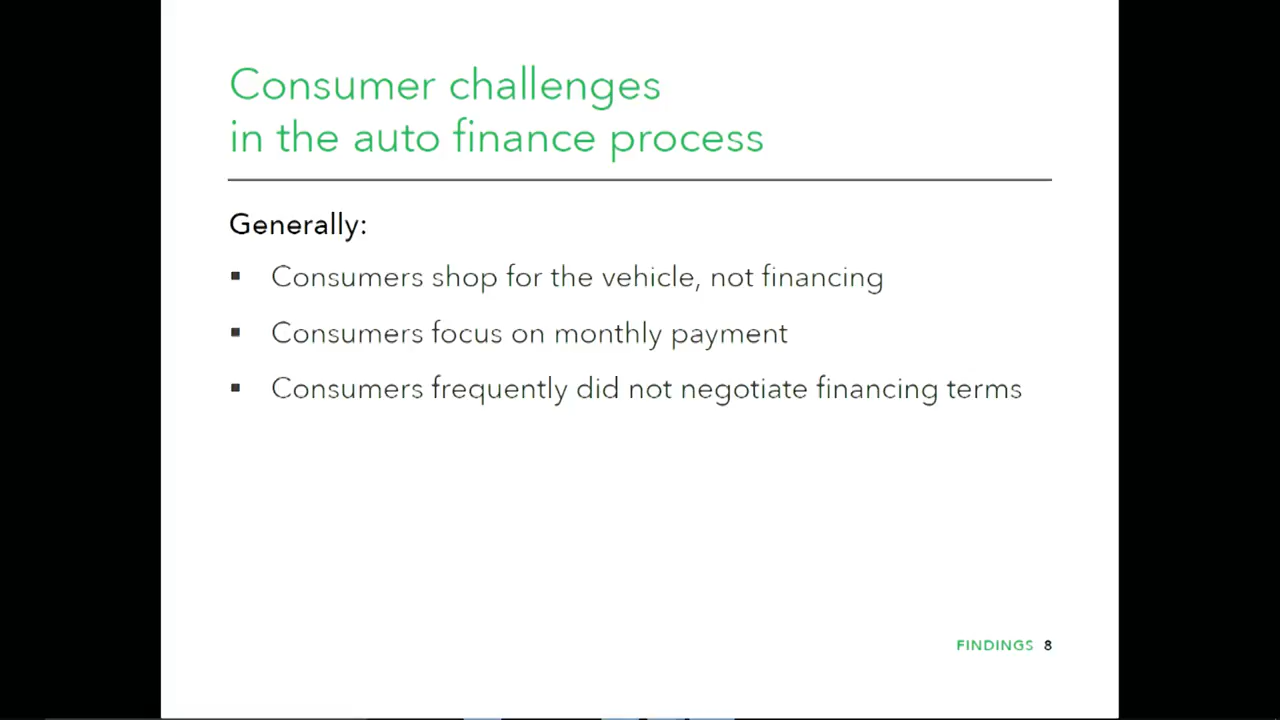 Consumer challenges
in the auto finance process
Generally:
▪ Consumers shop for the vehicle, not financing
▪ Consumers focus on monthly payment
▪ Consumers frequently did not negotiate financing terms
FINDINGS 8